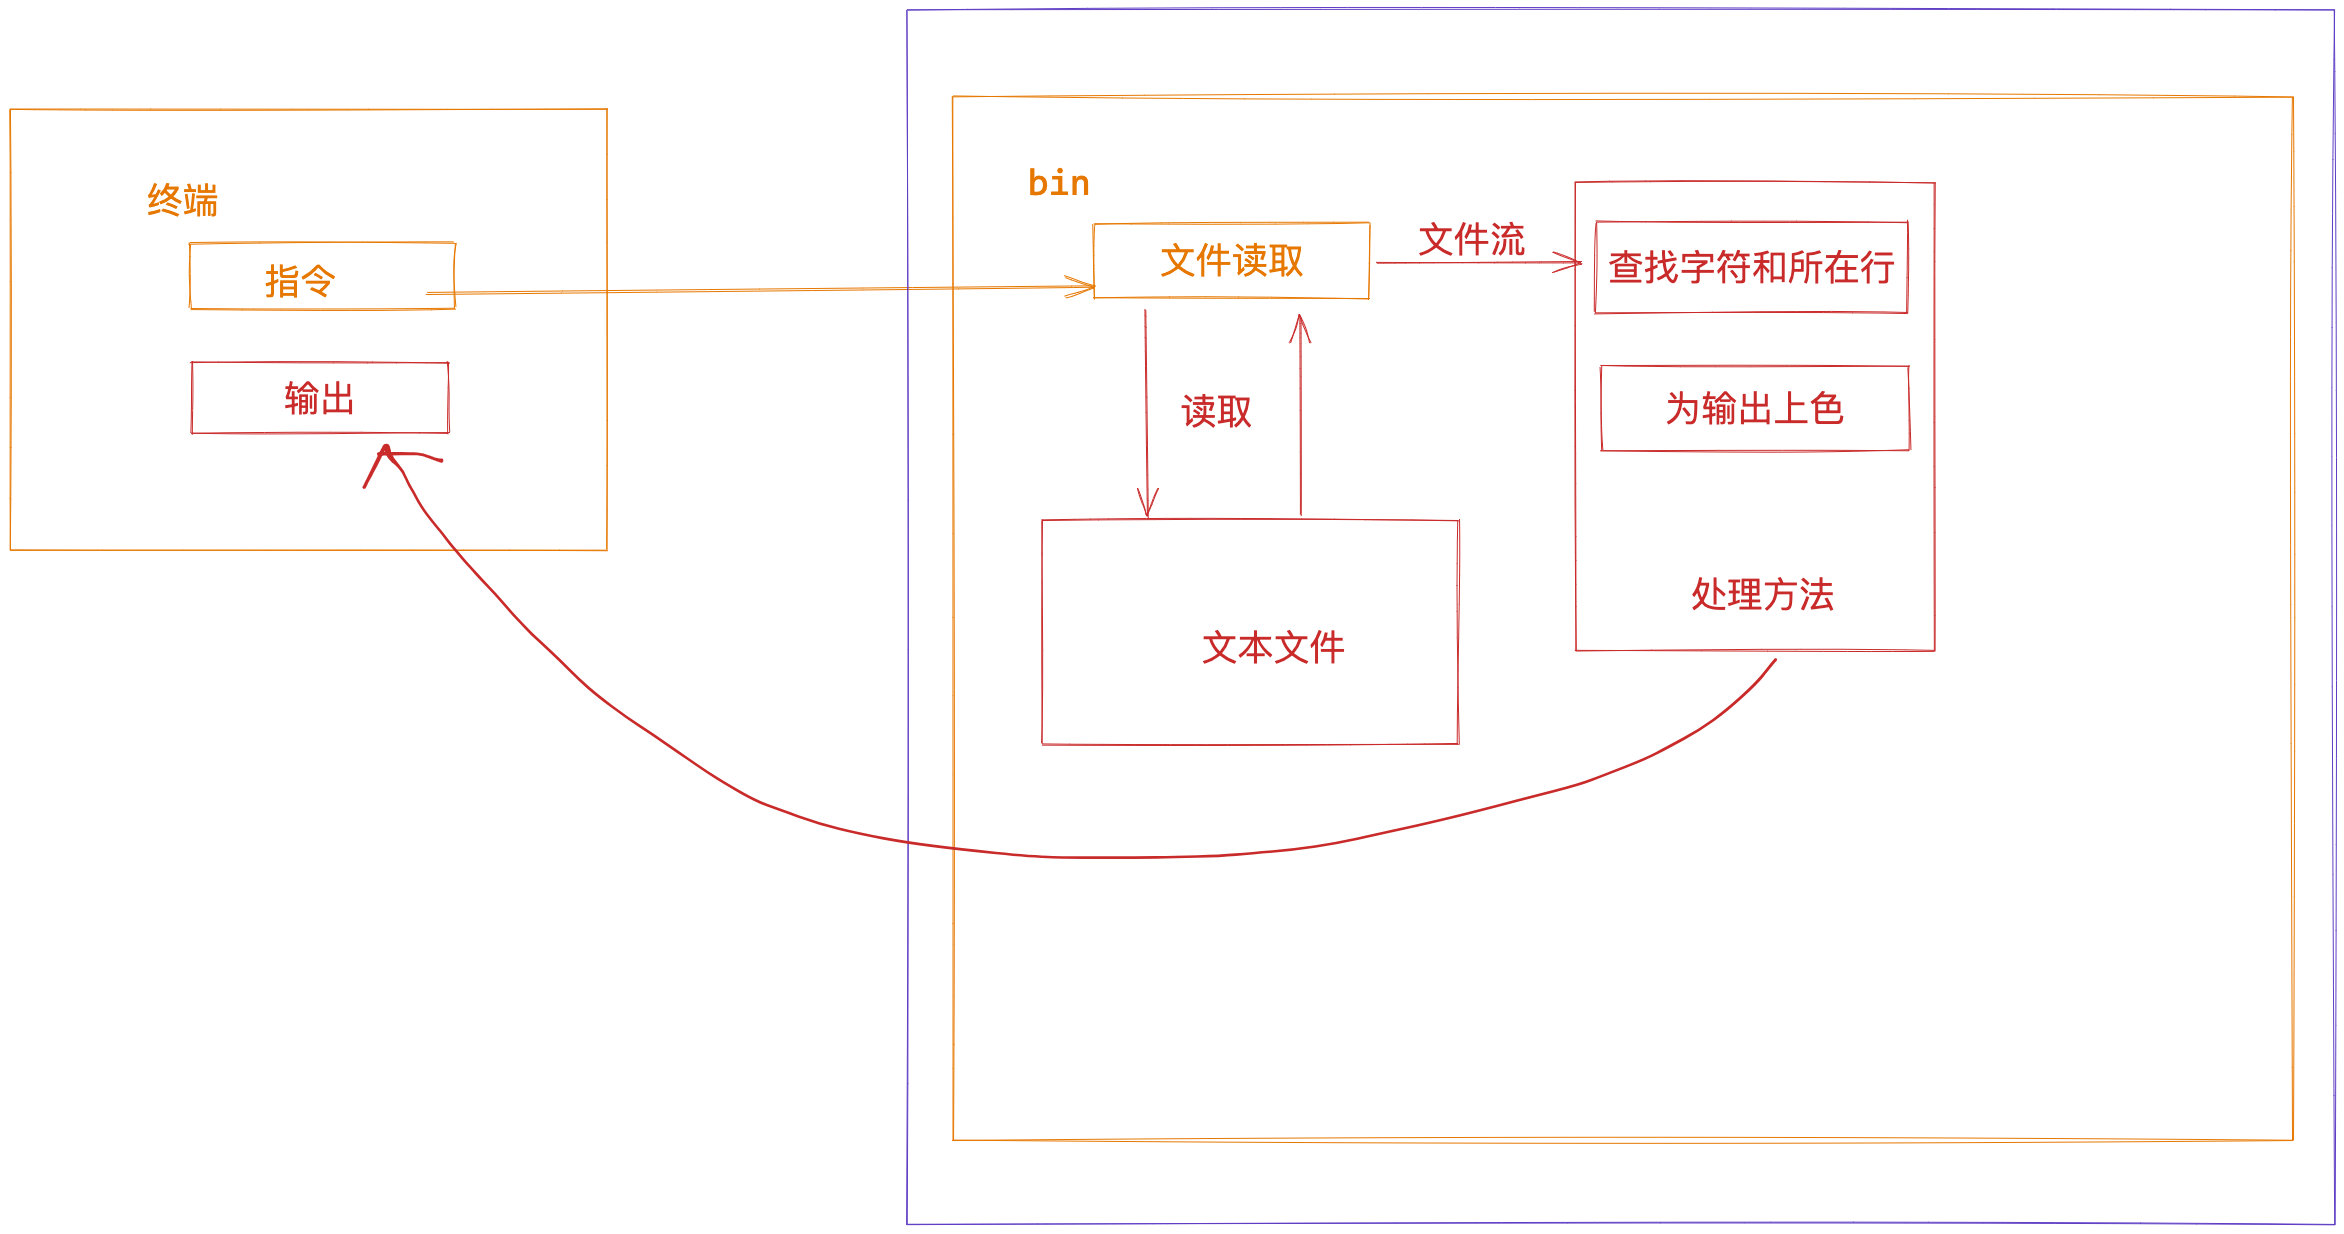 终端
指令
输出
bin
文件读取
文件流
查找字符和所在行
为输出上色
读取
处理方法
文本文件